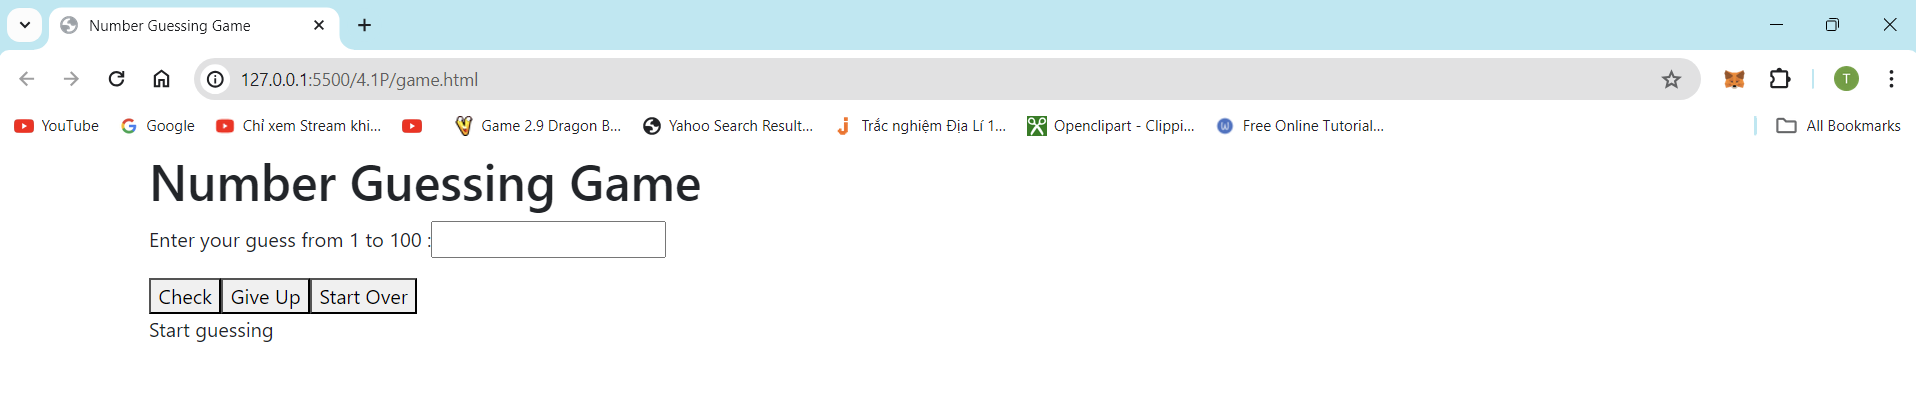 Number Guessing Game
127.0.0.1:5500/4.1P/game.html
T
YouTube Google Chỉ xem Stream khi... Game 2.9 Dragon B... Yahoo Search Result... Trắc nghiệm Địa Lí 1... Openclipart - Clippi... Free Online Tutorial... All Bookmarks
Number Guessing Game
Enter your guess from 1 to 100 :
Check Give Up Start Over
Start guessing